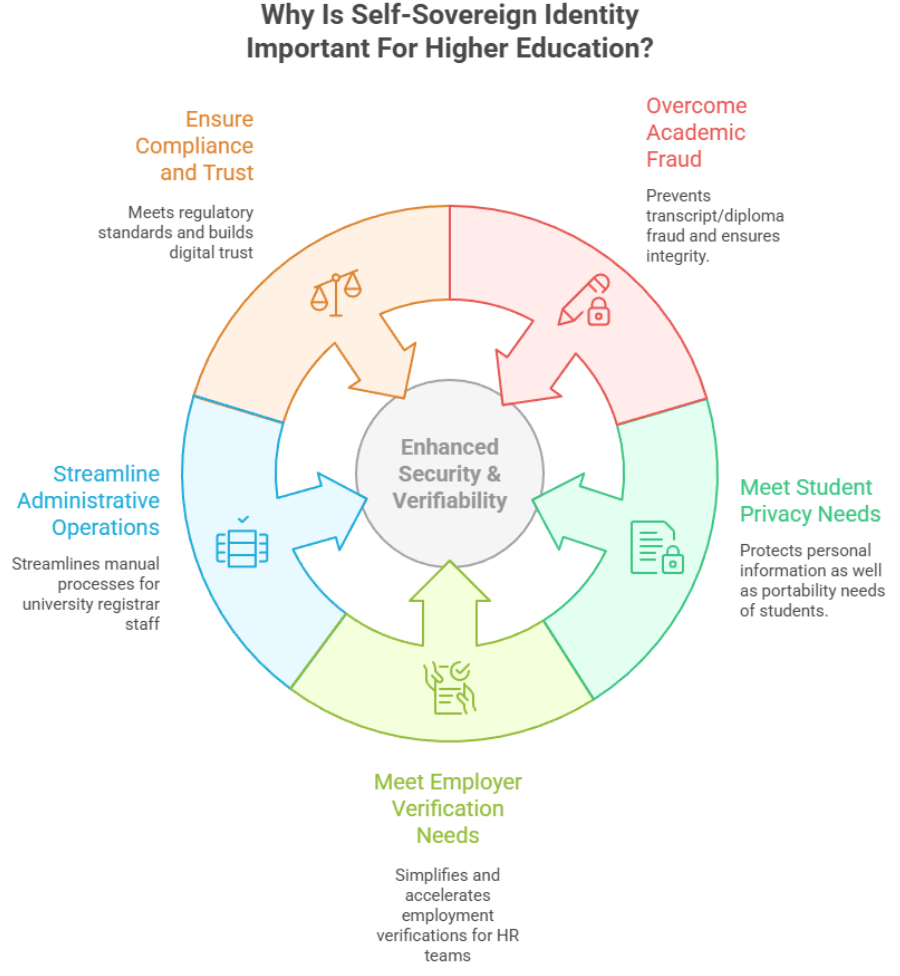 Why Is Self-Sovereign Identity
Important For Higher Education?
Ensure
Compliance
and Trust
Meets regulatory
standards and builds
digital trust
Overcome
Academic
Fraud
Prevents
transcript/diploma
fraud and ensures
integrity.
Enhanced
Security &
Verifiability
Streamline
Administrative
Operations
Streamlines manual
processes for
university registrar
staff
Meet Student
Privacy Needs
Protects personal
information as well
as portability needs
of students.
Meet Employer
Verification
Needs
Simplifies and
accelerates
employment
verifications for HR
teams